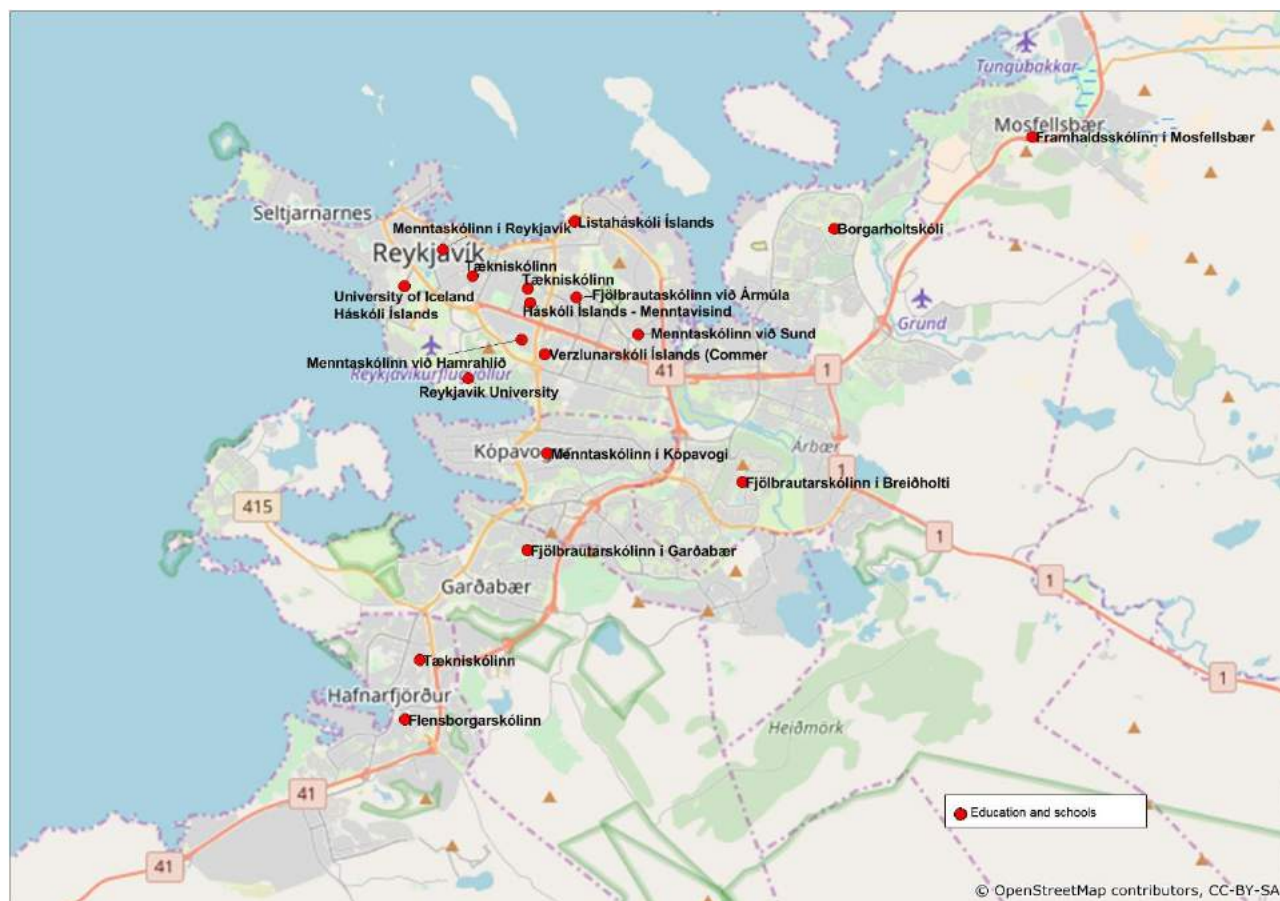 Tungubakkar
Mosfellsbær
Framhaldsskólinn í Mosfellsbær
Seltjarnarnes
Menntaskólinn í Reykjavík
Listaháskóli Íslands
Borgarholtskóli
Reykjavík
Tækniskólinn
Tækniskólinn
University of Iceland
Háskóli Íslands
Fjölbrautaskólinn við Ármúla
Háskóli Íslands - Menntavisind
Grund
Menntaskólinn við Sund
Menntaskólinn við Hamrahlíð
Verzlunarskóli Íslands (Commer
Reykjavíkurflugvöllur
41
1
Reykjavik University
Kópavogur
Menntaskólinn í Kópavogi
Árbær
1
Fjölbrautarskólinn í Breiðholti
415
1
Fjölbrautarskólinn í Garðabær
Garðabær
1
Tækniskólinn
1
Hafnarfjörður
Flensborgarskólinn
Heiðmörk
41
Education and schools
41
© OpenStreetMap contributors, CC-BY-SA